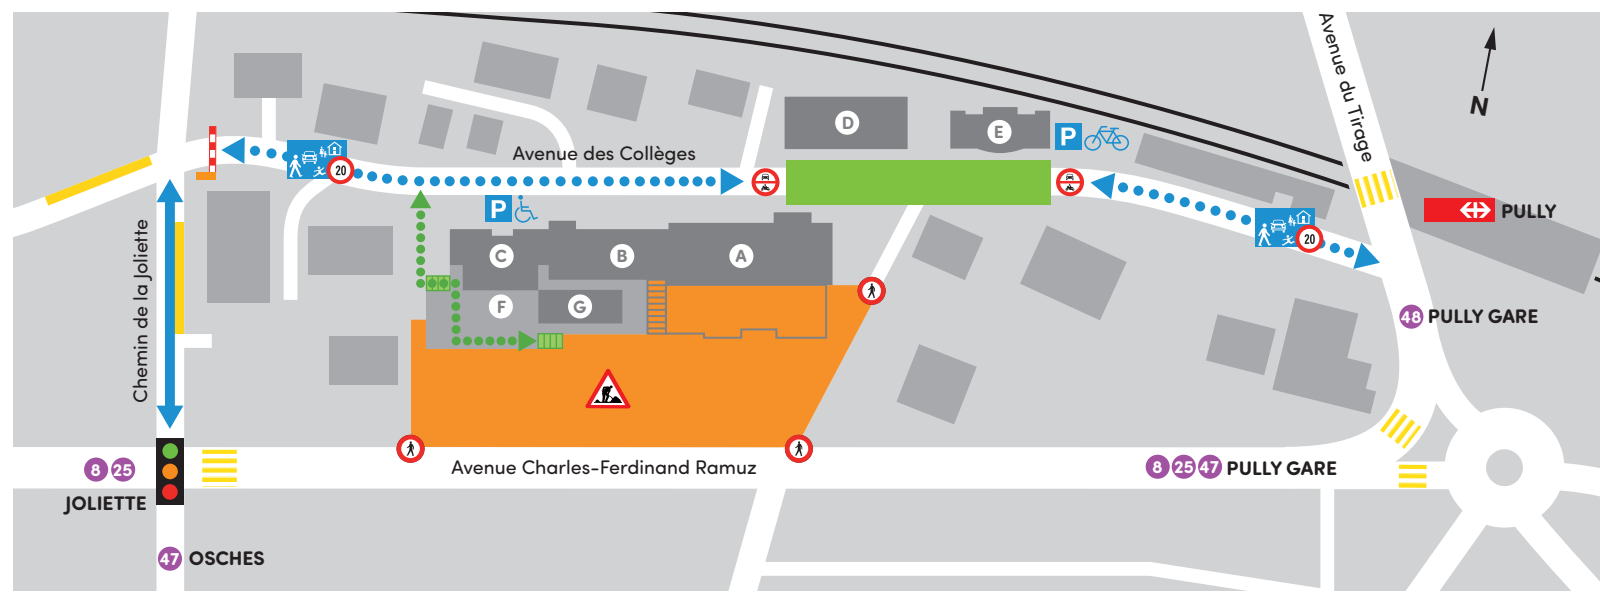 Avenue du Tirage
N
D
E
P
Avenue des Collèges
20
P
PULLY
20
Chemin de la Joliette
C
B
A
F
G
48 PULLY GARE
8 25
JOLIETTE
Avenue Charles-Ferdinand Ramuz
8 25 47 PULLY GARE
47 OSCHES